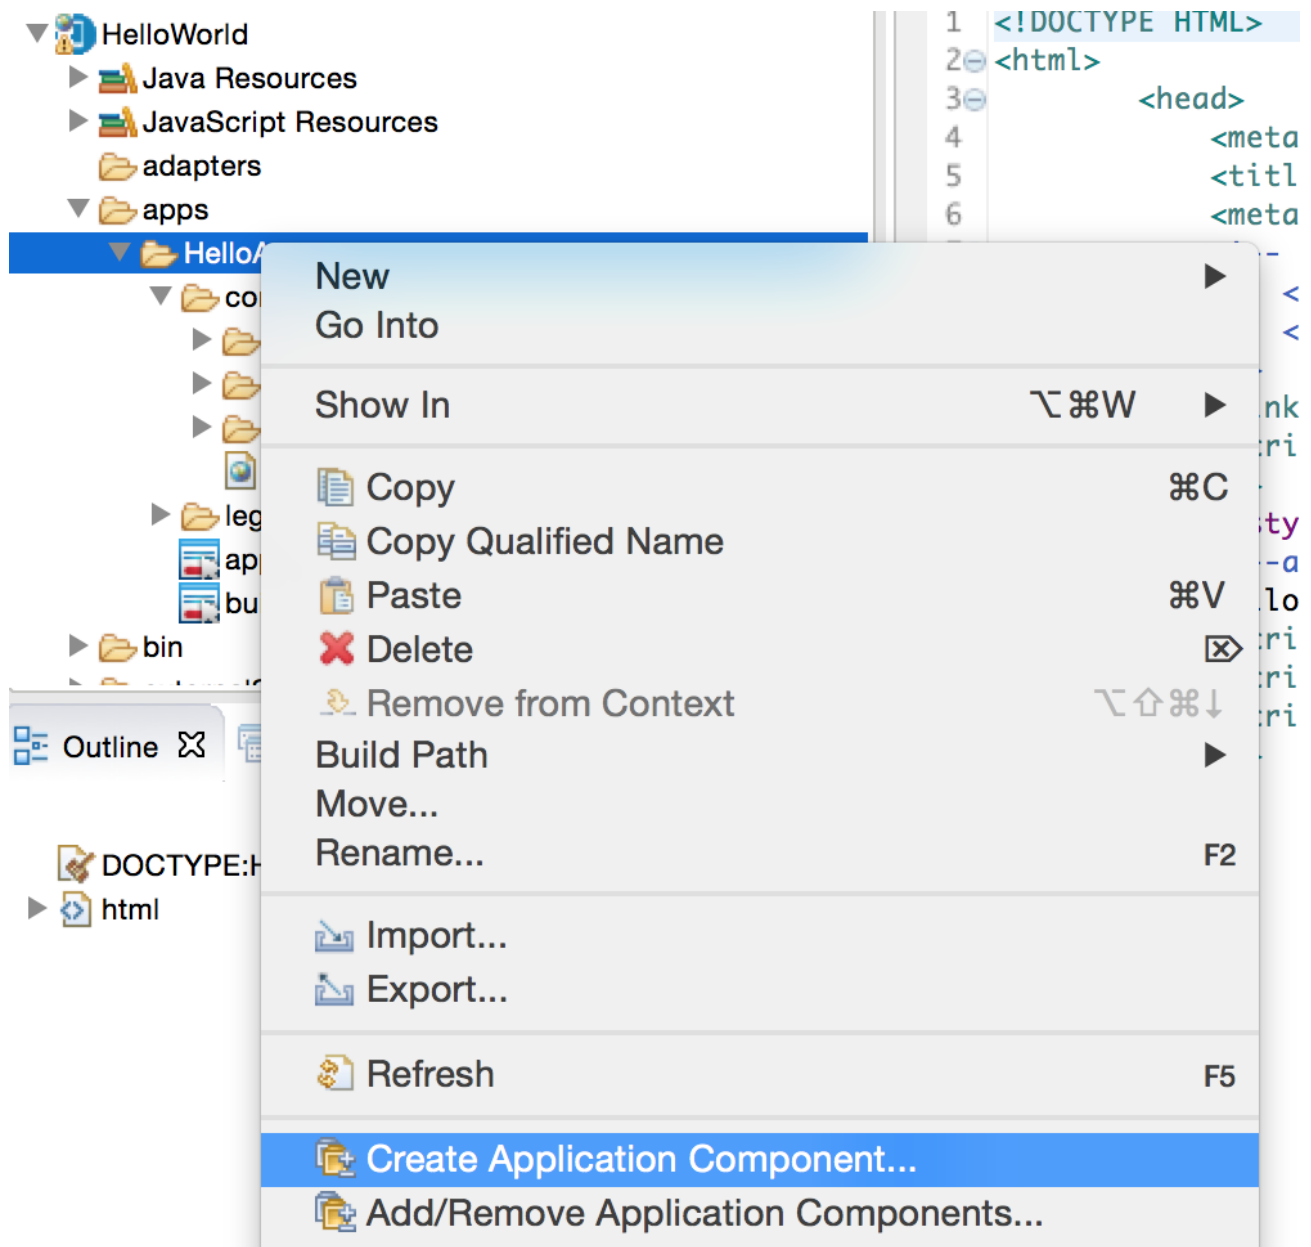 HelloWorld
Java Resources
JavaScript Resources
adapters
apps
bin
Outline
html
1 <!DOCTYPE HTML>
2 <html>
3 <head>
4 <meta
5
6 <meta
New
Go Into
Show In ⌥⌘W
Copy ⌘C
Copy Qualified Name
Paste ⌘V
Delete ⌦
Remove from Context ⌥⇧⌘↓
Build Path
Move...
Rename... F2
Import...
Export...
Refresh F5
Create Application Component...
Add/Remove Application Components...